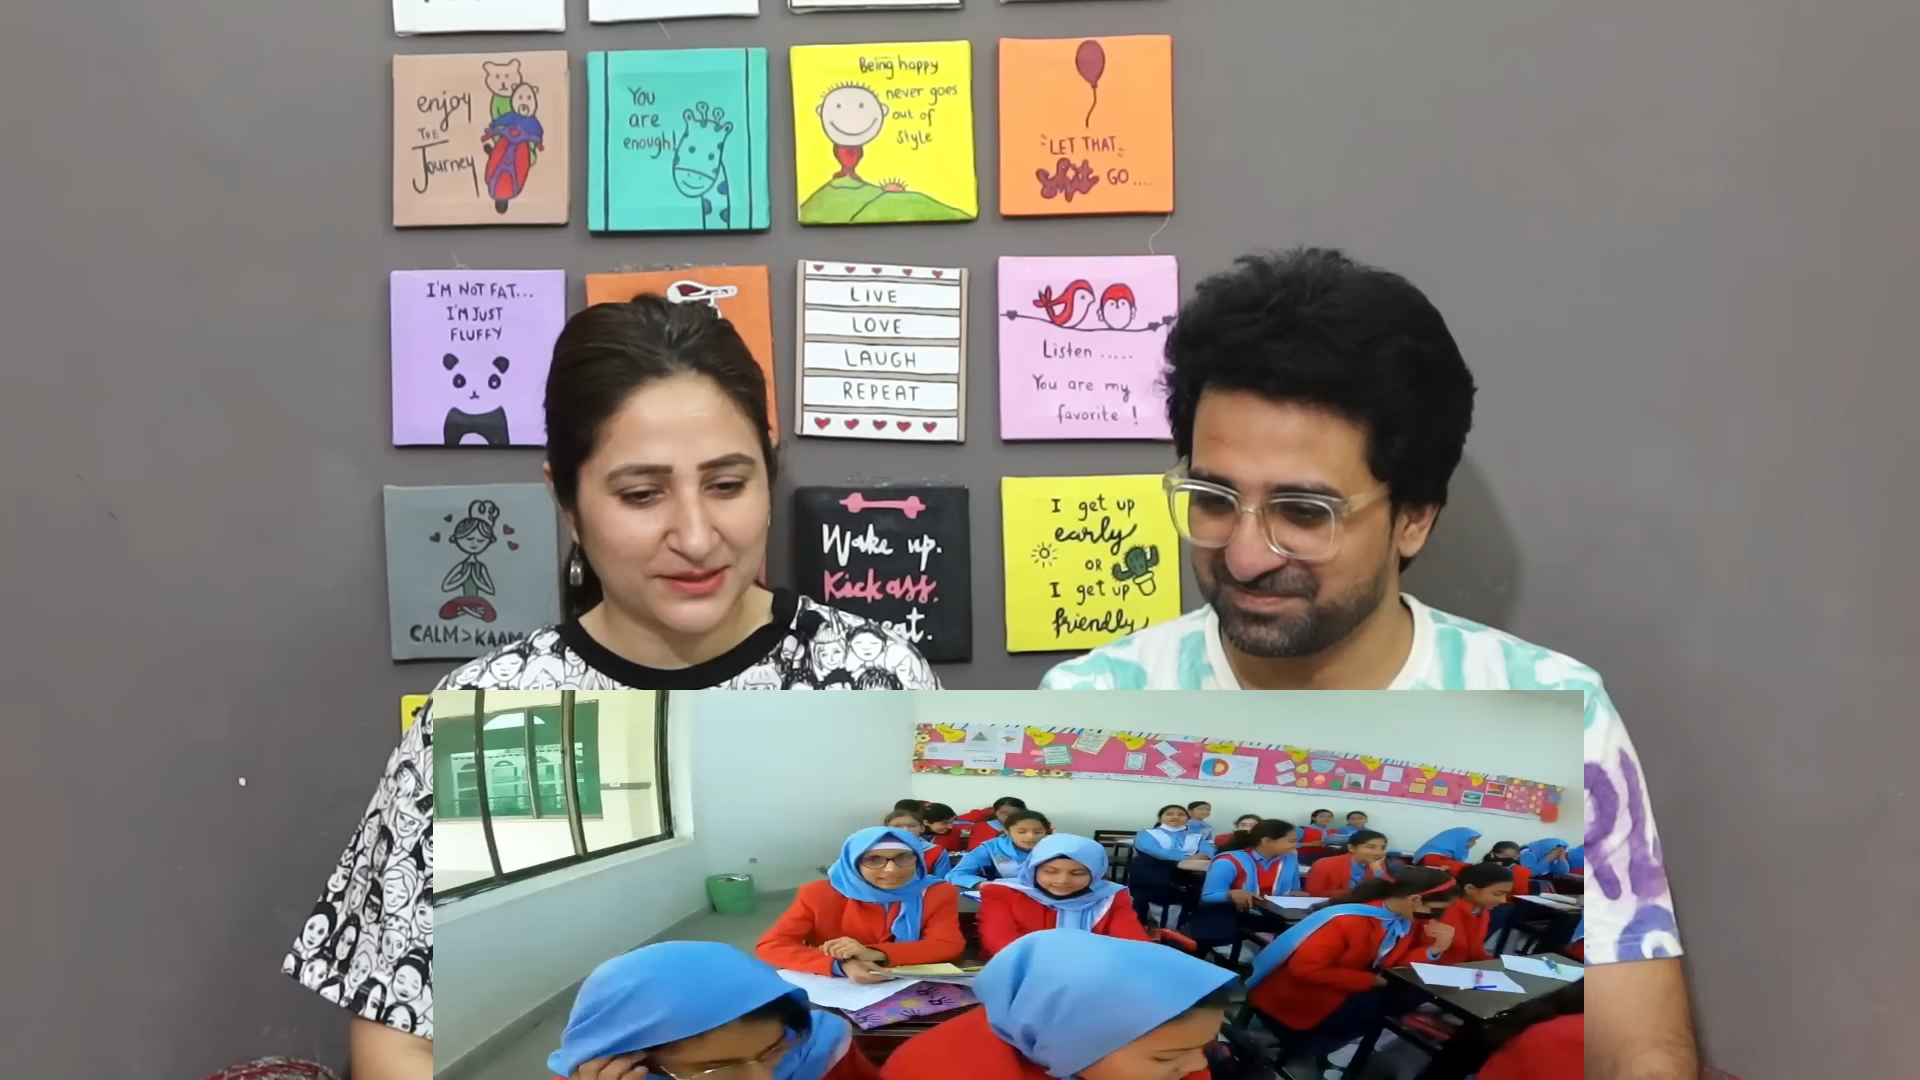 enjoy
THE
Journey
You
are
enough!
Being happy
never goes
out of
style
LET THAT
shit GO....
I'M NOT FAT...
I'M JUST
FLUFFY
LIVE
LOVE
LAUGH
REPEAT
Listen .....
You are my
favorite !
CALM>KAAM
Wake up.
Kick ass.
I get up
early
OR
I get up
friendly